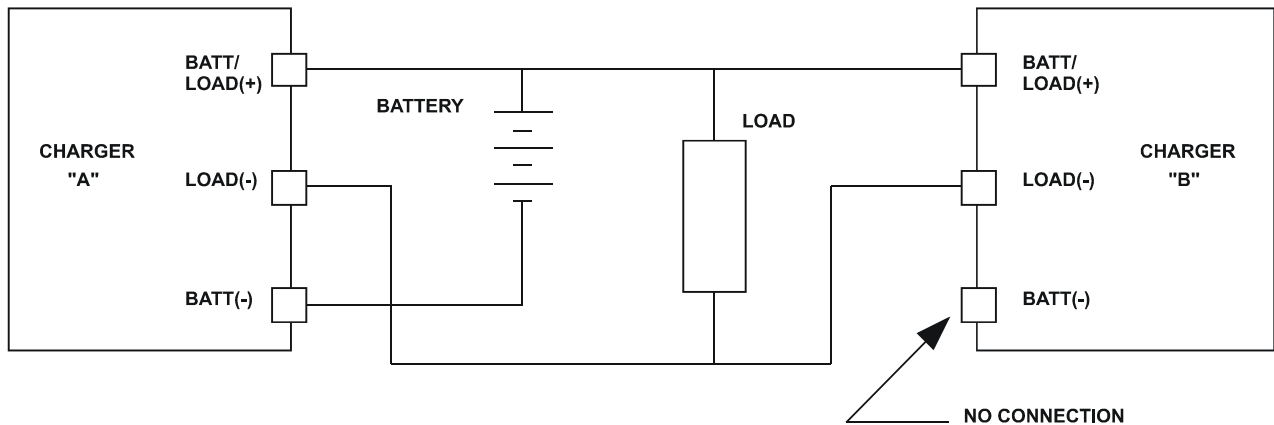 CHARGER
"A"
BATT/
LOAD(+)
LOAD(-)
BATT(-)
BATTERY
LOAD
BATT/
LOAD(+)
LOAD(-)
BATT(-)
CHARGER
"B"
NO CONNECTION